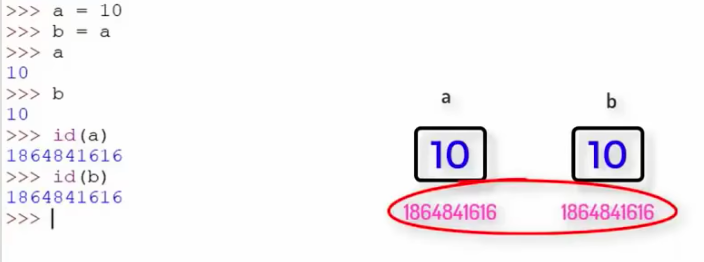 >>> a = 10
>>> b = a
>>> a
10
>>> b
10
>>> id(a)
1864841616
>>> id(b)
1864841616
>>>
a b
10 10
1864841616 1864841616